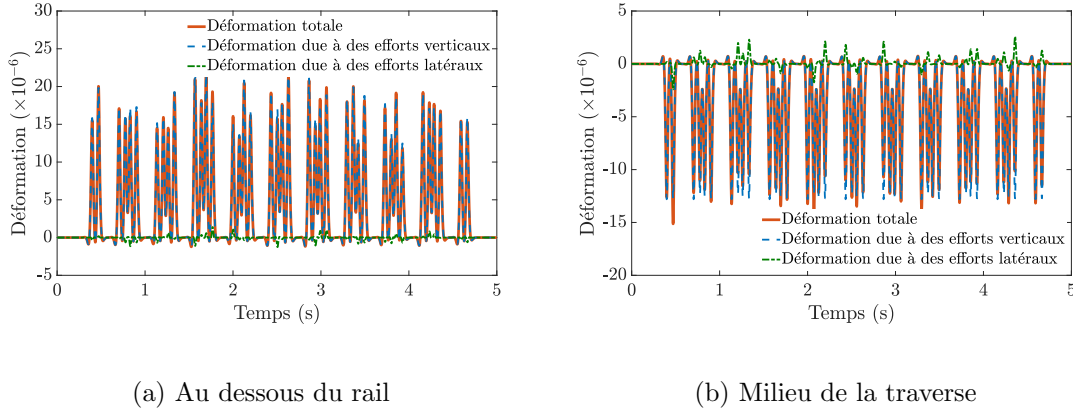 Déformation totale
Déformation due à des efforts verticaux
Déformation due à des efforts latéraux
Déformation (×10⁻⁶)
30
25
20
15
10
5
0
-5
0 1 2 3 4 5
Temps (s)
(a) Au dessous du rail
Déformation (×10⁻⁶)
5
0
-5
-10
-15
-20
Déformation totale
Déformation due à des efforts verticaux
Déformation due à des efforts latéraux
0 1 2 3 4 5
Temps (s)
(b) Milieu de la traverse